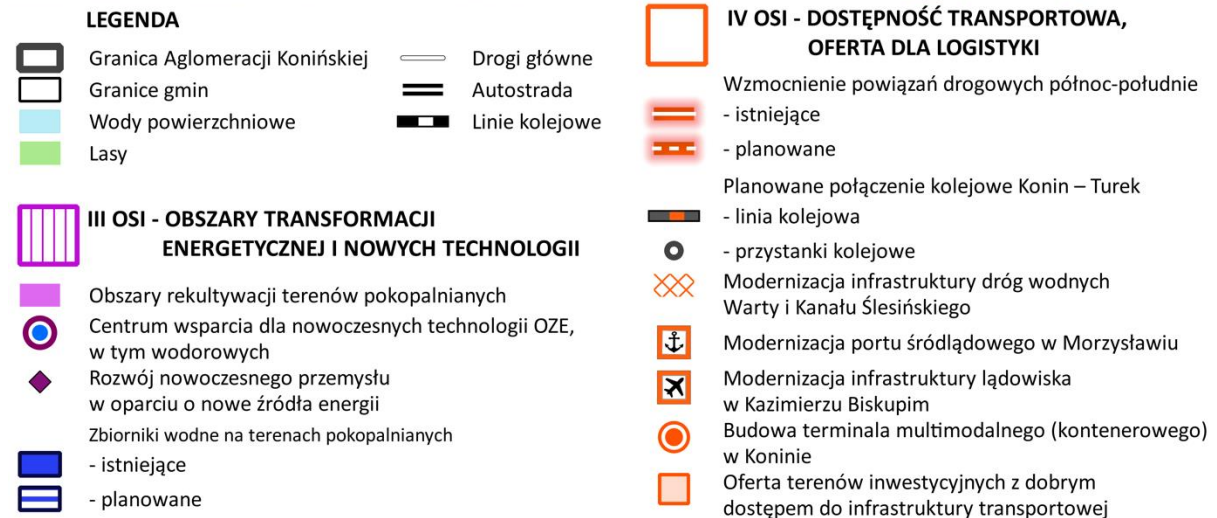 LEGENDA
Granica Aglomeracji Konińskiej
Granice gmin
Wody powierzchniowe
Lasy
Drogi główne
Autostrada
Linie kolejowe
III OSI - OBSZARY TRANSFORMACJI
ENERGETYCZNEJ I NOWYCH TECHNOLOGII
Obszary rekultywacji terenów pokopalnianych
Centrum wsparcia dla nowoczesnych technologii OZE,
w tym wodorowych
Rozwój nowoczesnego przemysłu
w oparciu o nowe źródła energii
Zbiorniki wodne na terenach pokopalnianych
- istniejące
- planowane
IV OSI - DOSTĘPNOŚĆ TRANSPORTOWA,
OFERTA DLA LOGISTYKI
Wzmocnienie powiązań drogowych północ-południe
- istniejące
- planowane
Planowane połączenie kolejowe Konin – Turek
- linia kolejowa
- przystanki kolejowe
Modernizacja infrastruktury dróg wodnych
Warty i Kanału Ślesińskiego
Modernizacja portu śródlądowego w Morzysławiu
Modernizacja infrastruktury lądowiska
w Kazimierzu Biskupim
Budowa terminala multimodalnego (kontenerowego)
w Koninie
Oferta terenów inwestycyjnych z dobrym
dostępem do infrastruktury transportowej